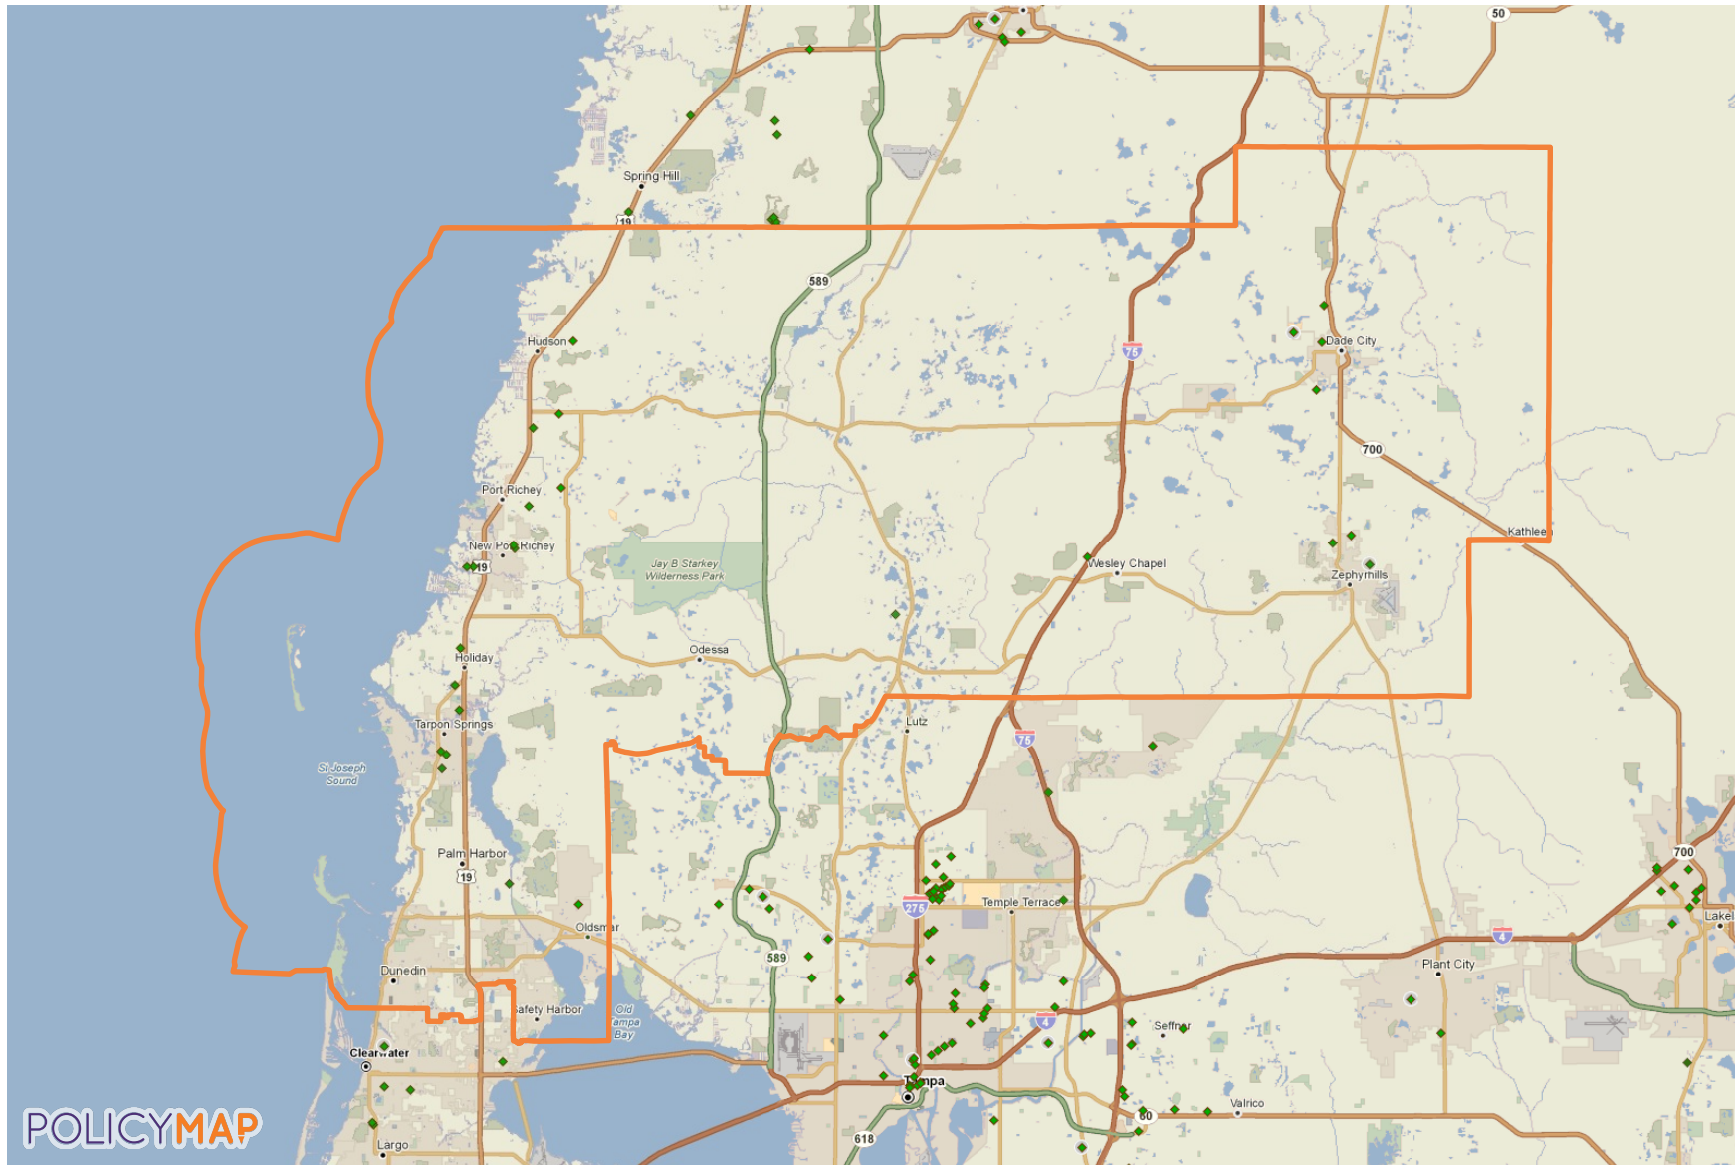 50
Spring Hill
19
589
Hudson
75
Dade City
700
Port Richey
New Port Richey
19
Kathleen
Jay B Starkey
Wilderness Park
Wesley Chapel
Zephyrhills
Odessa
Holiday
Lutz
Tarpon Springs
75
St Joseph
Sound
Palm Harbor
19
700
275
Temple Terrace
Oldsmar
4
Lakel
589
Dunedin
Plant City
Safety Harbor
Old
Tampa
Bay
4
Seffner
Clearwater
Tampa
Valrico
60
618
Largo
POLICYMAP